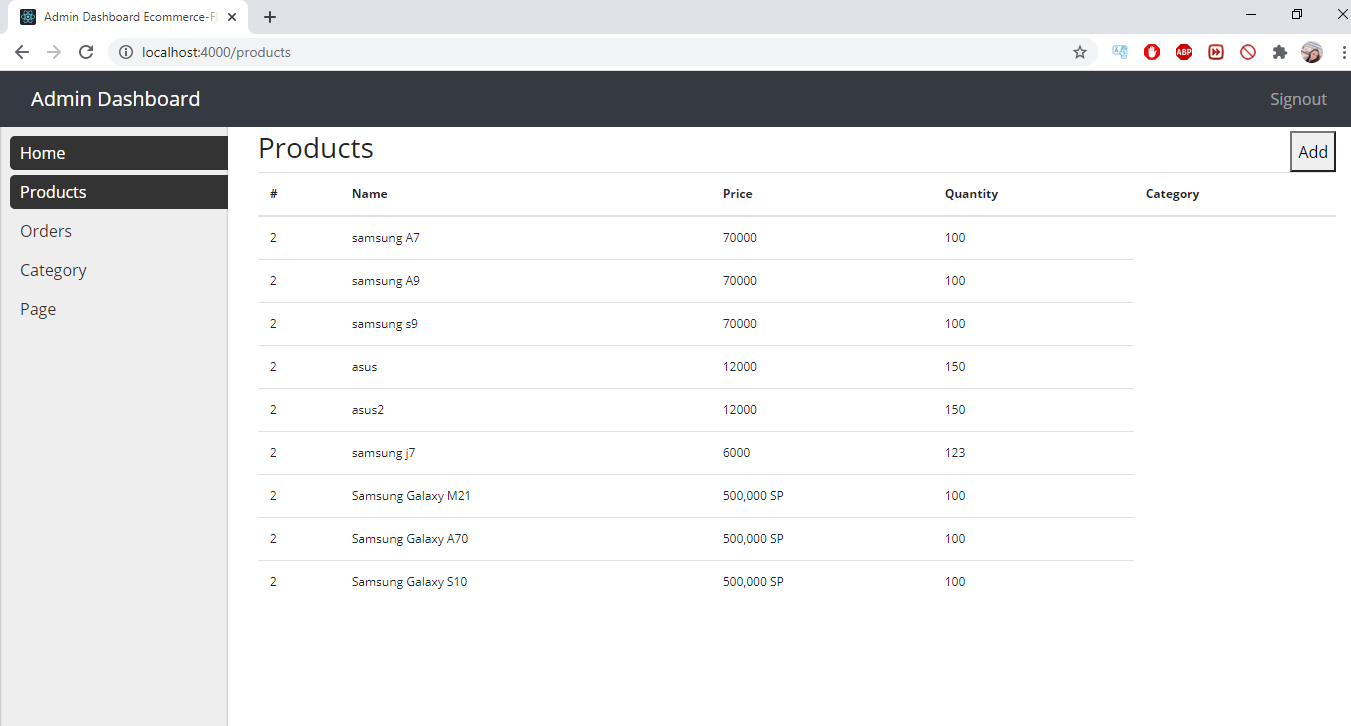 Admin Dashboard Ecommerce-Fl
localhost:4000/products
ABP
Admin Dashboard
Signout
Home
Products
Orders
Category
Page
Products
Add
# Name Price Quantity Category
2 samsung A7 70000 100
2 samsung A9 70000 100
2 samsung s9 70000 100
2 asus 12000 150
2 asus2 12000 150
2 samsung j7 6000 123
2 Samsung Galaxy M21 500,000 SP 100
2 Samsung Galaxy A70 500,000 SP 100
2 Samsung Galaxy S10 500,000 SP 100